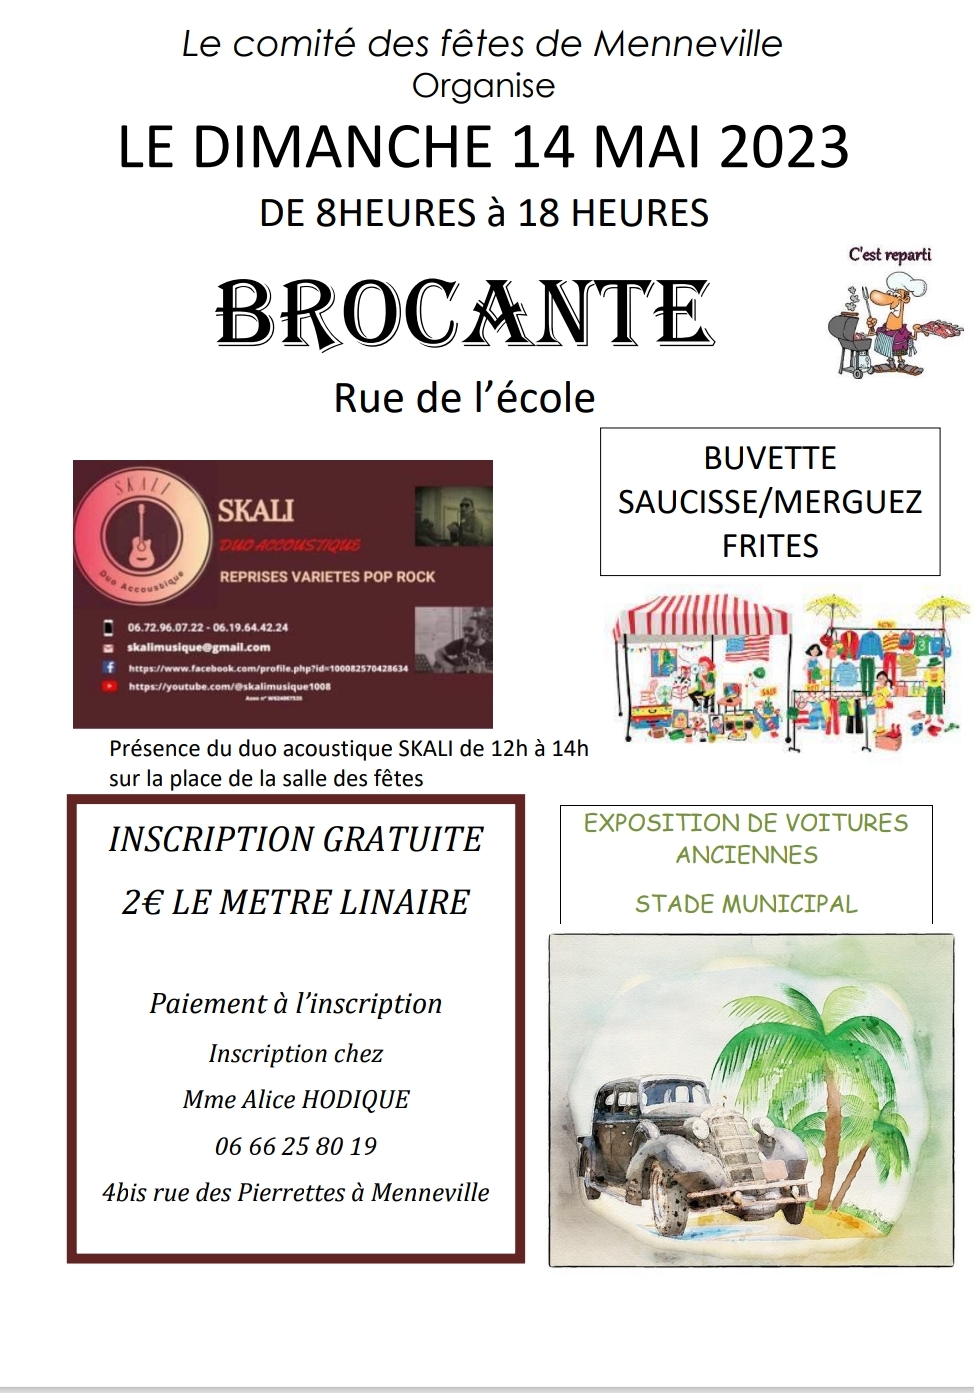 Le comité des fêtes de Menneville
Organise
LE DIMANCHE 14 MAI 2023
DE 8HEURES à 18 HEURES
C'est reparti
BROCANTE
Rue de l’école
BUVETTE
SAUCISSE/MERGUEZ
FRITES
SKALI
Duo Accoustique
SKALI
DUO ACCOUSTIQUE
REPRISES VARIETES POP ROCK
06.72.96.07.22 - 06.19.64.42.24
skalimusique@gmail.com
https://www.facebook.com/profile.php?id=100082570428634
https://youtube.com/@skalimusique1008
NEW
SALE
Présence du duo acoustique SKALI de 12h à 14h
sur la place de la salle des fêtes
INSCRIPTION GRATUITE
2€ LE METRE LINAIRE
Paiement à l’inscription
Inscription chez
Mme Alice HODIQUE
06 66 25 80 19
4bis rue des Pierrettes à Menneville
EXPOSITION DE VOITURES
ANCIENNES
STADE MUNICIPAL